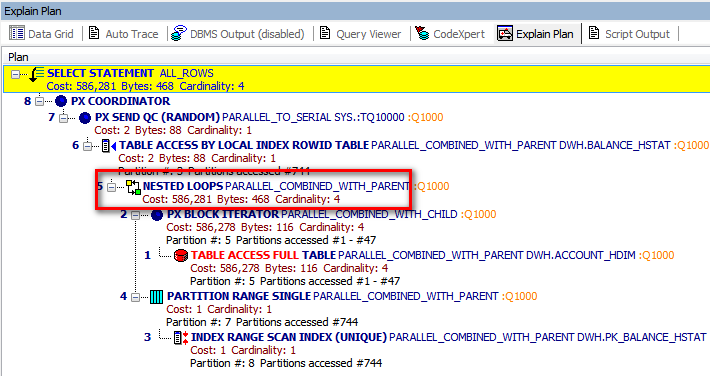 Explain Plan
Data Grid Auto Trace DBMS Output (disabled) Query Viewer CodeXpert Explain Plan Script Output
Plan
SELECT STATEMENT ALL_ROWS
Cost: 586,281 Bytes: 468 Cardinality: 4
8 PX COORDINATOR
7 PX SEND QC (RANDOM) PARALLEL_TO_SERIAL SYS.:TQ10000 :Q1000
Cost: 2 Bytes: 88 Cardinality: 4
6 TABLE ACCESS BY LOCAL INDEX ROWID TABLE PARALLEL_COMBINED_WITH_PARENT DWH.BALANCE_HSTAT :Q1000
Cost: 2 Bytes: 88 Cardinality: 4
Partition #: 3 Partitions accessed #744
5 NESTED LOOPS PARALLEL_COMBINED_WITH_PARENT :Q1000
Cost: 586,281 Bytes: 468 Cardinality: 4
2 PX BLOCK ITERATOR PARALLEL_COMBINED_WITH_CHILD :Q1000
Cost: 586,278 Bytes: 116 Cardinality: 4
Partition #: 5 Partitions accessed #1 - #47
1 TABLE ACCESS FULL TABLE PARALLEL_COMBINED_WITH_PARENT DWH.ACCOUNT_HDIM :Q1000
Cost: 586,278 Bytes: 116 Cardinality: 4
Partition #: 5 Partitions accessed #1 - #47
4 PARTITION RANGE SINGLE PARALLEL_COMBINED_WITH_PARENT :Q1000
Cost: 1 Cardinality: 1
Partition #: 7 Partitions accessed #744
3 INDEX RANGE SCAN INDEX (UNIQUE) PARALLEL_COMBINED_WITH_PARENT DWH.PK_BALANCE_HSTAT
Cost: 1 Cardinality: 1
Partition #: 8 Partitions accessed #744